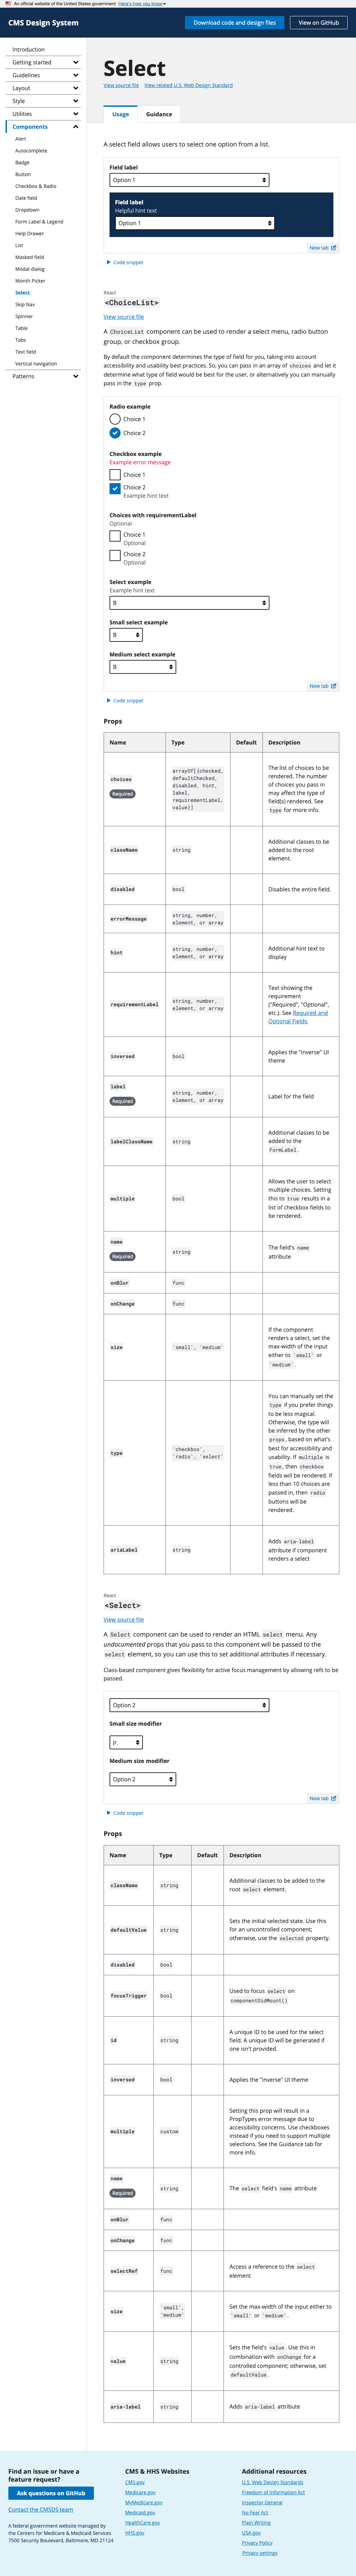 An official website of the United States government Here's how you know
CMS Design System
Download code and design files
View on GitHub
Introduction
Getting started
Guidelines
Layout
Style
Utilities
Components
Alert
Autocomplete
Badge
Button
Checkbox & Radio
Date field
Dropdown
Form Label & Legend
Help Drawer
List
Masked field
Modal dialog
Month Picker
Select
Skip Nav
Spinner
Table
Tabs
Text field
Vertical navigation
Patterns
Select
View source file View related U.S. Web Design Standard
Usage Guidance
A select field allows users to select one option from a list.
Field label
Option 1
Field label
Helpful hint text
Option 1
New tab
Code snippet
React
<ChoiceList>
View source file
A ChoiceList component can be used to render a select menu, radio button
group, or checkbox group.
By default the component determines the type of field for you, taking into account
accessibility and usability best practices. So, you can pass in an array of choices and let it
determine what type of field would be best for the user, or alternatively you can manually
pass in the type prop.
Radio example
Choice 1
Choice 2
Checkbox example
Example error message
Choice 1
Choice 2
Example hint text
Choices with requirementLabel
Optional
Choice 1
Optional
Choice 2
Optional
Select example
Example hint text
B
Small select example
B
Medium select example
B
New tab
Code snippet
Props
Name Type Default Description
choices
Required
arrayOf[{checked,
defaultChecked,
disabled, hint,
label,
requirementLabel,
value}]
The list of choices to be
rendered. The number
of choices you pass in
may affect the type of
field(s) rendered. See
type for more info.
className
string
Additional classes to be
added to the root
element.
disabled
bool
Disables the entire field.
errorMessage
string, number,
element, or array
hint
string, number,
element, or array
Additional hint text to
display
requirementLabel
string, number,
element, or array
Text showing the
requirement
("Required", "Optional",
etc.). See Required and
Optional Fields.
inversed
bool
Applies the "inverse" UI
theme
label
Required
string, number,
element, or array
Label for the field
labelClassName
string
Additional classes to be
added to the
FormLabel.
multiple
bool
Allows the user to select
multiple choices. Setting
this to true results in a
list of checkbox fields to
be rendered.
name
Required
string
The field's name
attribute
onBlur
func
onChange
func
size
'small', 'medium'
If the component
renders a select, set the
max-width of the input
either to 'small' or
'medium'.
type
'checkbox',
'radio', 'select'
You can manually set the
type if you prefer things
to be less magical.
Otherwise, the type will
be inferred by the other
props, based on what's
best for accessibility and
usability. If multiple is
true, then checkbox
fields will be rendered. If
less than 10 choices are
passed in, then radio
buttons will be
rendered.
ariaLabel
string
Adds aria-label
attribute if component
renders a select
React
<Select>
View source file
A Select component can be used to render an HTML select menu. Any
undocumented props that you pass to this component will be passed to the
select element, so you can use this to set additional attributes if necessary.
Class-based component gives flexibility for active focus management by allowing refs to be
passed.
Option 2
Small size modifier
Jr.
Medium size modifier
Option 2
New tab
Code snippet
Props
Name Type Default Description
className
string
Additional classes to be added to the
root select element.
defaultValue
string
Sets the initial selected state. Use this
for an uncontrolled component;
otherwise, use the selected property.
disabled
bool
focusTrigger
bool
Used to focus select on
componentDidMount()
id
string
A unique ID to be used for the select
field. A unique ID will be generated if
one isn't provided.
inversed
bool
Applies the "inverse" UI theme
multiple
custom
Setting this prop will result in a
PropTypes error message due to
accessibility concerns. Use checkboxes
instead if you need to support multiple
selections. See the Guidance tab for
more info.
name
Required
string
The select field's name attribute
onBlur
func
onChange
func
selectRef
func
Access a reference to the select
element
size
'small',
'medium'
Set the max-width of the input either to
'small' or 'medium'.
value
string
Sets the field's value. Use this in
combination with onChange for a
controlled component; otherwise, set
defaultValue.
aria-label
string
Adds aria-label attribute
Find an issue or have a
feature request?
Ask questions on GitHub
Contact the CMSDS team
A federal government website managed by
the Centers for Medicare & Medicaid Services
7500 Security Boulevard, Baltimore, MD 21124
CMS & HHS Websites
CMS.gov
Medicare.gov
MyMedicare.gov
Medicaid.gov
HealthCare.gov
HHS.gov
Additional resources
U.S. Web Design Standards
Freedom of Information Act
Inspector General
No Fear Act
Plain Writing
USA.gov
Privacy Policy
Privacy settings